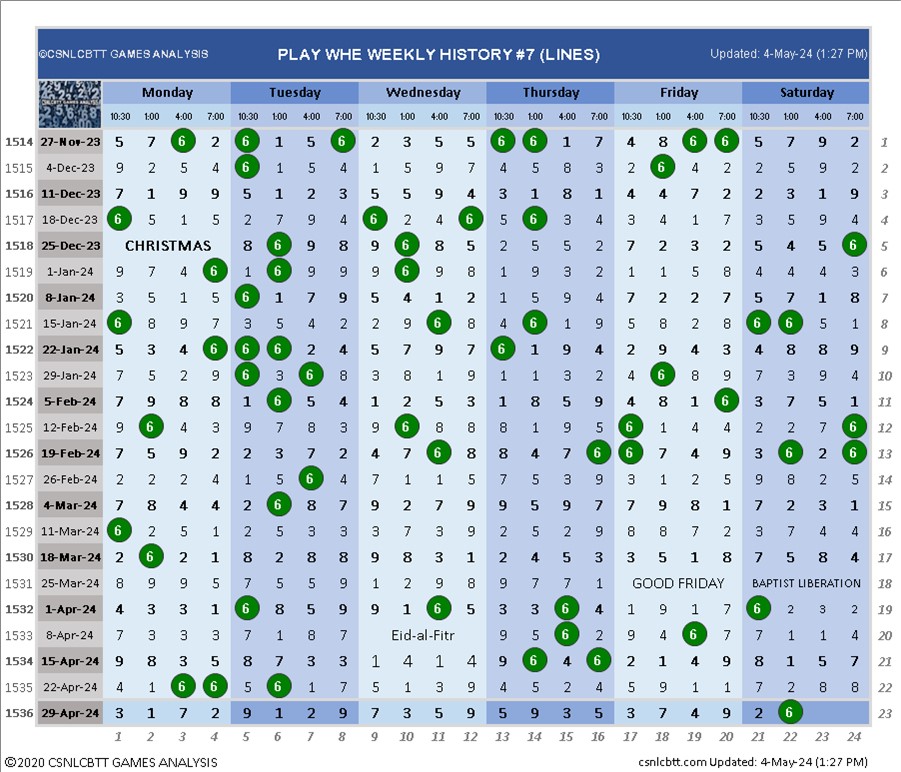 ©CSNLCBTT GAMES ANALYSIS PLAY WHE WEEKLY HISTORY #7 (LINES) Updated: 4-May-24 (1:27 PM)
Monday Tuesday Wednesday Thursday Friday Saturday
10:30 1:00 4:00 7:00 10:30 1:00 4:00 7:00 10:30 1:00 4:00 7:00 10:30 1:00 4:00 7:00 10:30 1:00 4:00 7:00 10:30 1:00 4:00 7:00
1514 27-Nov-23 5 7 6 2 6 1 5 6 2 3 5 5 6 6 1 7 4 8 6 6 5 7 9 2 1
1515 4-Dec-23 9 2 5 4 6 1 5 4 1 5 9 7 4 5 8 3 2 6 4 2 2 5 9 5 2
1516 11-Dec-23 7 1 9 9 5 1 2 3 5 5 9 4 3 1 8 1 4 4 7 2 2 3 1 9 3
1517 18-Dec-23 6 5 1 5 2 7 9 4 6 2 4 6 5 6 3 4 3 4 1 7 3 5 9 4 4
1518 25-Dec-23 CHRISTMAS 8 6 9 8 9 6 8 5 2 5 5 2 7 2 3 2 5 4 5 6 5
1519 1-Jan-24 9 7 4 6 1 6 9 9 9 6 9 8 1 9 3 2 1 1 5 8 4 4 4 3 6
1520 8-Jan-24 3 5 1 5 6 1 7 9 5 4 1 2 1 5 9 4 7 2 2 7 5 7 1 8 7
1521 15-Jan-24 6 8 9 7 3 5 4 2 2 9 6 8 4 6 1 9 5 8 2 8 6 6 5 1 8
1522 22-Jan-24 5 3 4 6 6 6 2 4 5 7 9 7 6 1 9 4 2 9 4 3 4 8 8 9 9
1523 29-Jan-24 7 5 2 9 6 3 6 8 3 8 1 9 1 1 3 2 4 6 8 9 7 3 9 4 10
1524 5-Feb-24 7 9 8 8 1 6 5 4 1 2 5 3 1 8 5 9 4 8 1 6 3 7 5 1 11
1525 12-Feb-24 9 6 4 3 9 7 8 3 9 6 8 8 8 1 9 5 6 1 4 4 2 2 7 6 12
1526 19-Feb-24 7 5 9 2 2 3 7 2 4 7 6 8 8 4 7 6 6 7 4 9 3 6 2 6 13
1527 26-Feb-24 2 2 2 4 1 5 6 4 7 1 1 5 7 5 3 9 3 1 2 5 9 8 2 5 14
1528 4-Mar-24 7 8 4 4 2 6 8 7 9 2 7 9 9 5 9 7 7 9 8 1 7 2 3 1 15
1529 11-Mar-24 6 2 5 1 2 5 3 3 3 7 3 9 2 5 2 9 8 8 7 2 3 7 4 4 16
1530 18-Mar-24 2 6 2 1 8 2 8 8 9 8 3 1 2 4 5 3 3 5 1 8 7 5 8 4 17
1531 25-Mar-24 8 9 9 5 7 5 5 9 1 2 9 8 9 7 7 1 GOOD FRIDAY BAPTIST LIBERATION 18
1532 1-Apr-24 4 3 3 1 6 8 5 9 9 1 6 5 3 3 6 4 1 9 1 7 6 2 3 2 19
1533 8-Apr-24 7 3 3 3 7 1 8 7 Eid-al-Fitr 9 5 6 2 9 4 6 7 7 1 1 4 20
1534 15-Apr-24 9 8 3 5 8 7 3 3 1 4 1 4 9 6 4 6 2 1 4 9 8 1 5 7 21
1535 22-Apr-24 4 1 6 6 5 6 1 7 5 1 3 9 4 5 2 4 5 9 1 1 7 2 8 8 22
1536 29-Apr-24 3 1 7 2 9 1 2 9 7 3 5 9 5 9 3 5 3 7 4 9 2 6 23
1 2 3 4 5 6 7 8 9 10 11 12 13 14 15 16 17 18 19 20 21 22 23 24
©2020 CSNLCBTT GAMES ANALYSIS csnlcbtt.com Updated: 4-May-24 (1:27 PM)